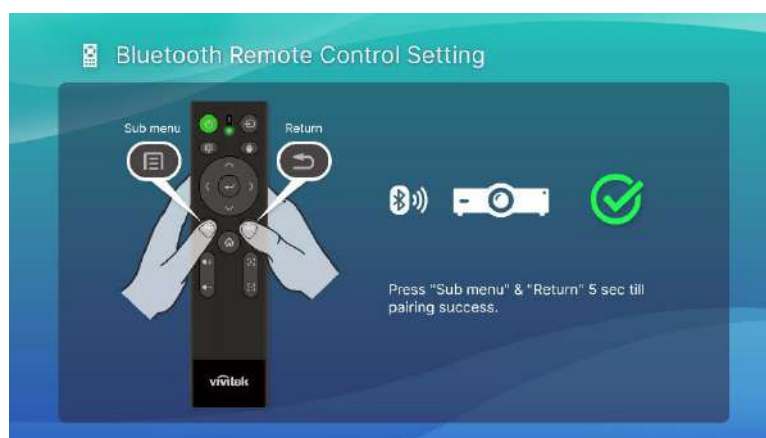 Bluetooth Remote Control Setting
Sub menu
Return
Press "Sub menu" & "Return" 5 sec till
pairing success.
vivitek